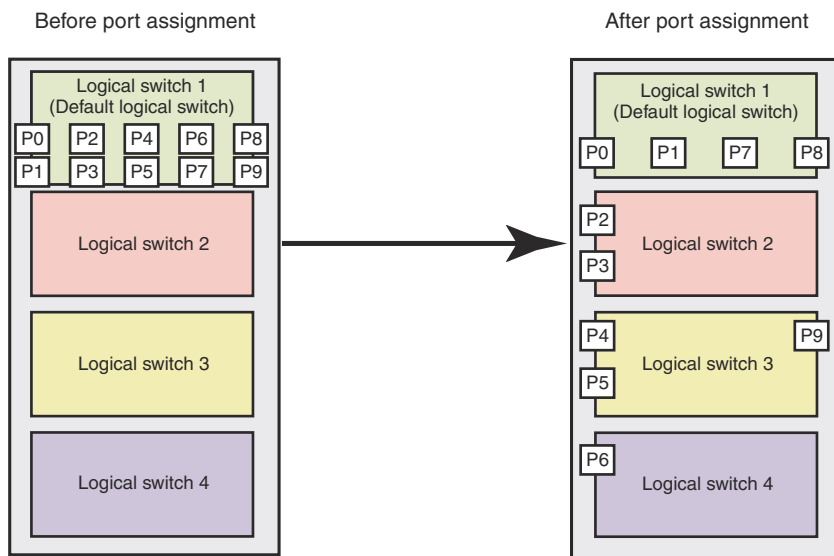 Before port assignment
Logical switch 1
(Default logical switch)
P0 P2 P4 P6 P8
P1 P3 P5 P7 P9
Logical switch 2
Logical switch 3
Logical switch 4
After port assignment
Logical switch 1
(Default logical switch)
P0 P1 P7 P8
P2
Logical switch 2
P3
P4 P9
Logical switch 3
P5
P6
Logical switch 4